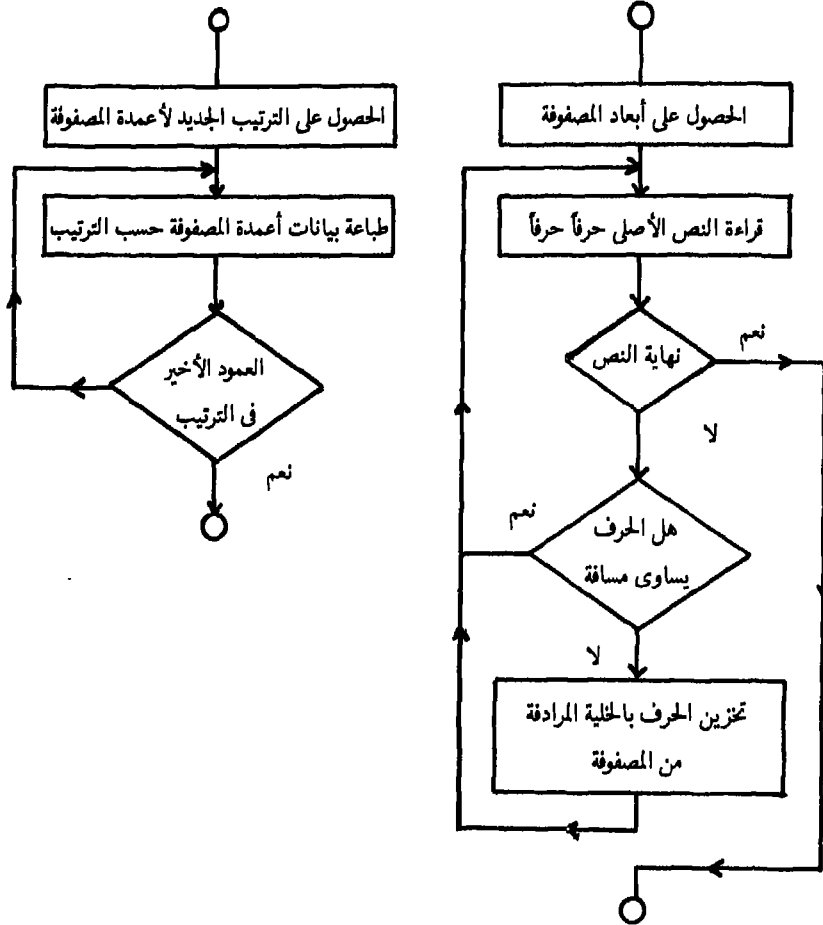 الحصول على أبعاد المصفوفة
قراءة النص الأصلى حرفاً حرفاً
نهاية النص
نعم
لا
هل الحرف
يساوى مسافة
نعم
لا
تخزين الحرف بالخلية المرادفة
من المصفوفة
الحصول على الترتيب الجديد لأعمدة المصفوفة
طباعة بيانات أعمدة المصفوفة حسب الترتيب
العمود الأخير
فى الترتيب
نعم